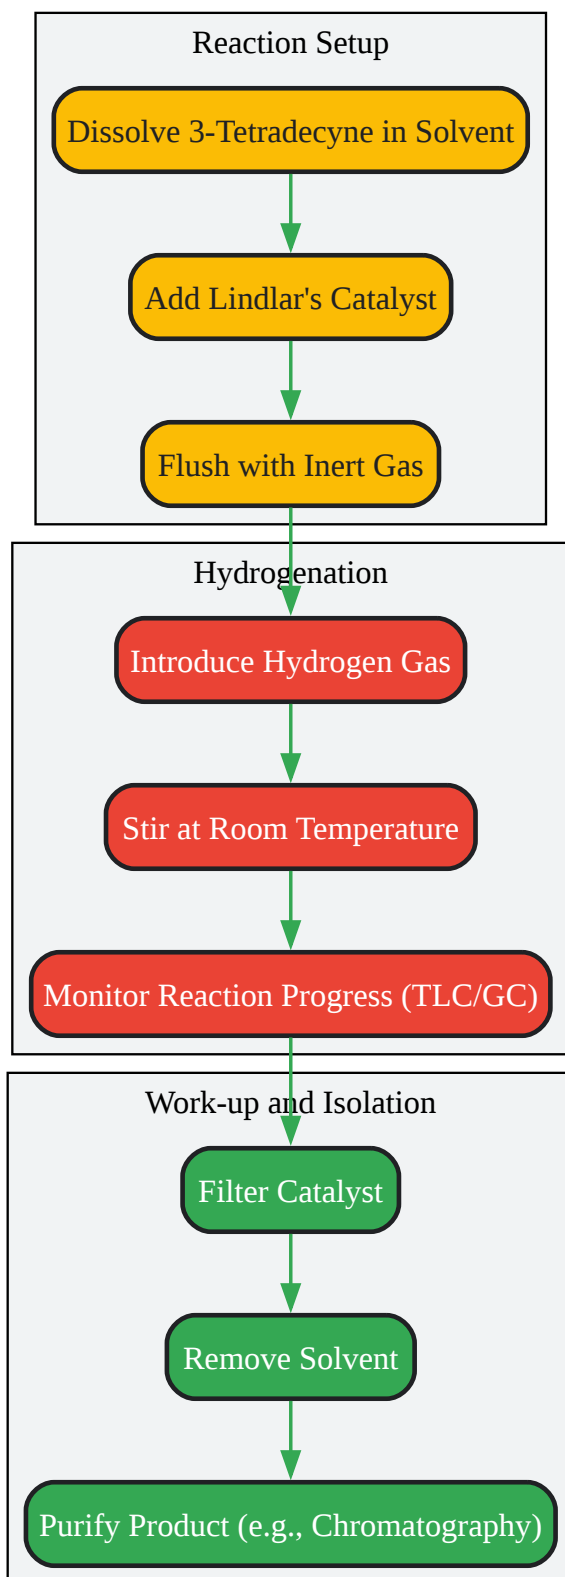 Reaction Setup
Dissolve 3-Tetradecyne in Solvent
Add Lindlar's Catalyst
Flush with Inert Gas
Hydrogenation
Introduce Hydrogen Gas
Stir at Room Temperature
Monitor Reaction Progress (TLC/GC)
Work-up and Isolation
Filter Catalyst
Remove Solvent
Purify Product (e.g., Chromatography)